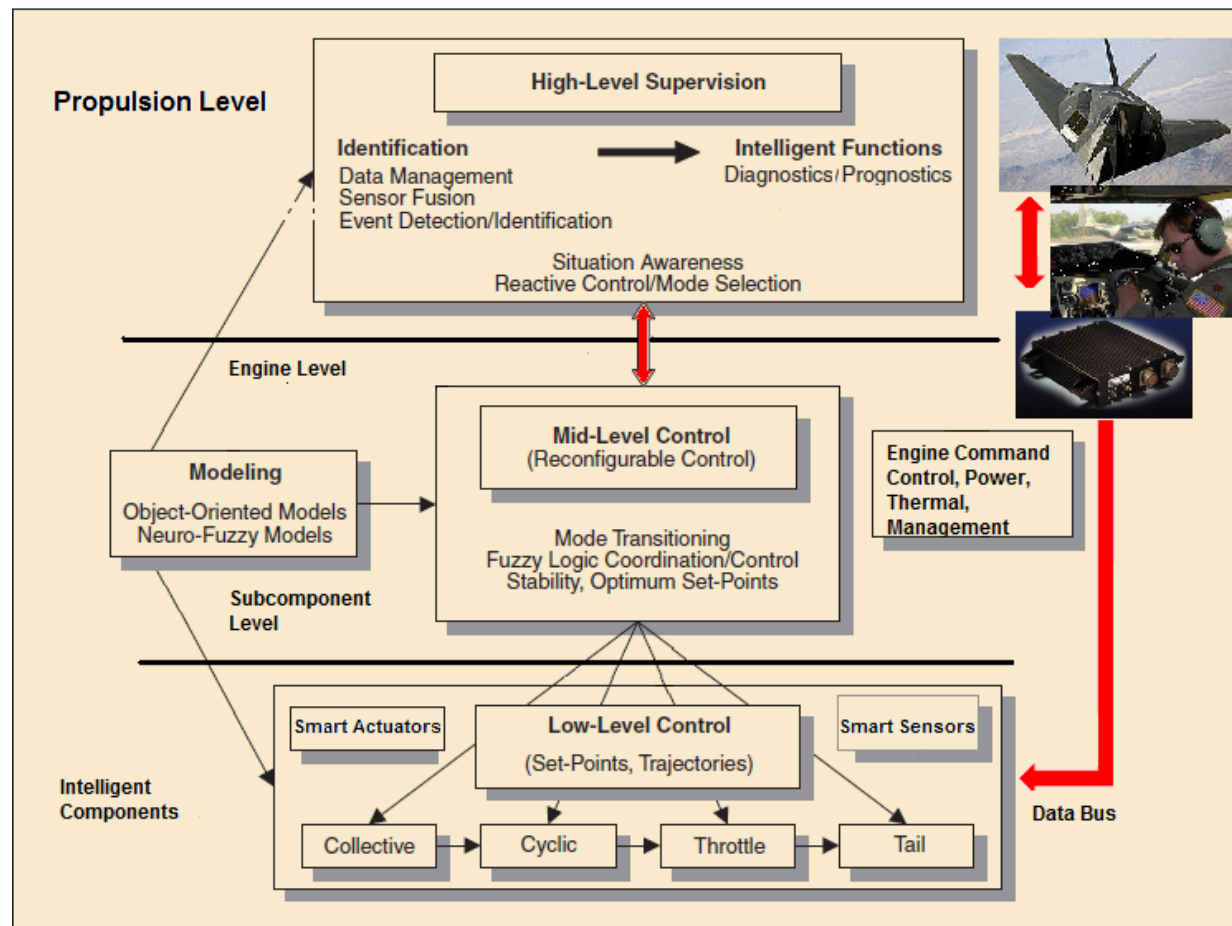 Propulsion Level
High-Level Supervision
Identification
Data Management
Sensor Fusion
Event Detection/Identification
Intelligent Functions
Diagnostics/Prognostics
Situation Awareness
Reactive Control/Mode Selection
Engine Level
Modeling
Object-Oriented Models
Neuro-Fuzzy Models
Mid-Level Control
(Reconfigurable Control)
Mode Transitioning
Fuzzy Logic Coordination/Control
Stability, Optimum Set-Points
Engine Command
Control, Power,
Thermal,
Management
Subcomponent
Level
Smart Actuators
Low-Level Control
(Set-Points, Trajectories)
Smart Sensors
Intelligent
Components
Collective
Cyclic
Throttle
Tail
Data Bus